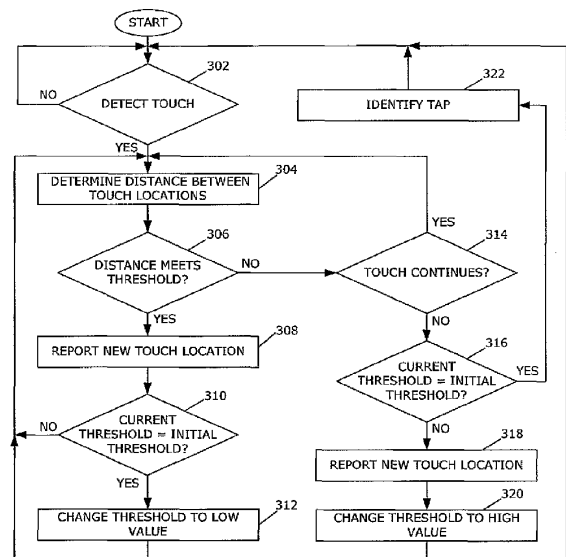 START
302
322
NO
DETECT TOUCH
IDENTIFY TAP
YES
304
DETERMINE DISTANCE BETWEEN
TOUCH LOCATIONS
YES
306
314
DISTANCE MEETS
THRESHOLD?
NO
TOUCH CONTINUES?
YES
NO
308
316
REPORT NEW TOUCH LOCATION
CURRENT
THRESHOLD = INITIAL
THRESHOLD?
YES
310
NO
CURRENT
THRESHOLD = INITIAL
THRESHOLD?
NO
318
REPORT NEW TOUCH LOCATION
YES
312
320
CHANGE THRESHOLD TO LOW
VALUE
CHANGE THRESHOLD TO HIGH
VALUE